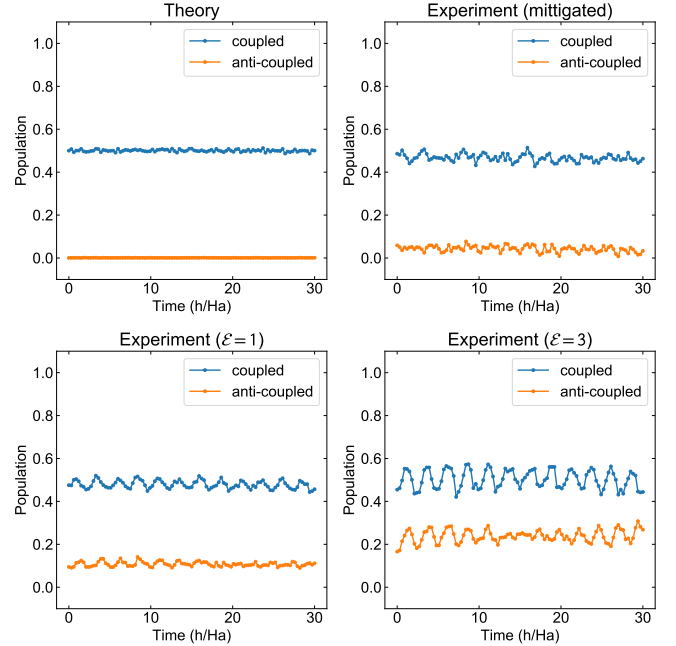 Theory
1.0
0.8
0.6
0.4
0.2
0.0
Population
coupled
anti-coupled
0
10
20
30
Time (h/Ha)
Experiment (mittigated)
1.0
0.8
0.6
0.4
0.2
0.0
Population
coupled
anti-coupled
0
10
20
30
Time (h/Ha)
Experiment (ℰ=1)
1.0
0.8
0.6
0.4
0.2
0.0
Population
coupled
anti-coupled
0
10
20
30
Time (h/Ha)
Experiment (ℰ=3)
1.0
0.8
0.6
0.4
0.2
0.0
Population
coupled
anti-coupled
0
10
20
30
Time (h/Ha)